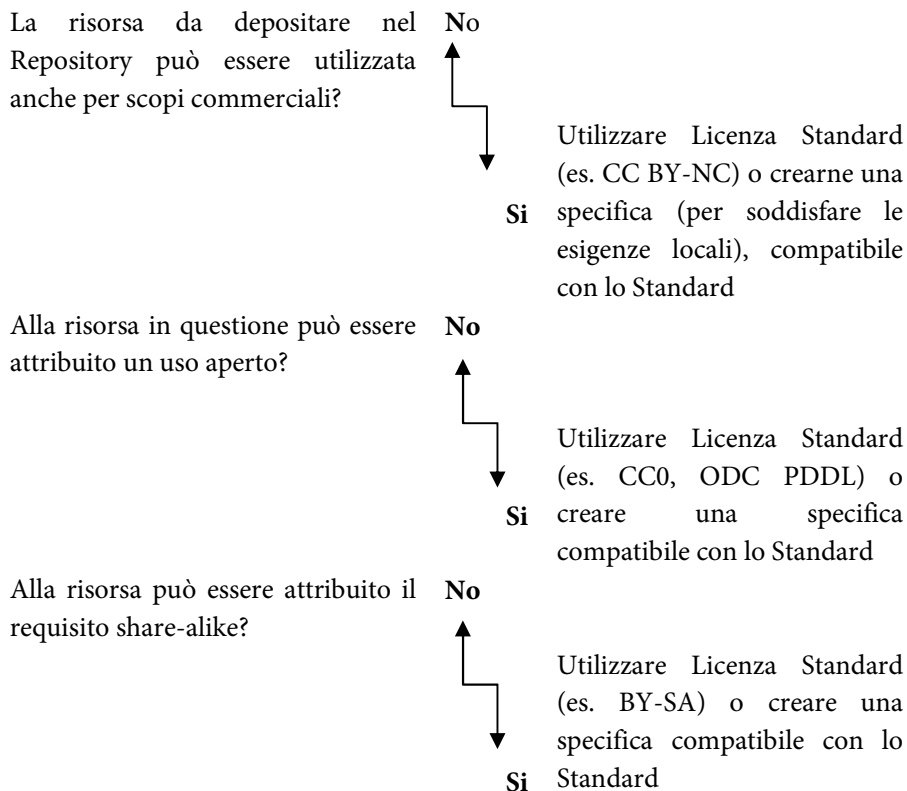 La risorsa da depositare nel
Repository può essere utilizzata
anche per scopi commerciali?
No
Si
Utilizzare Licenza Standard
(es. CC BY-NC) o crearne una
specifica (per soddisfare le
esigenze locali), compatibile
con lo Standard
Alla risorsa in questione può essere
attribuito un uso aperto?
No
Si
Utilizzare Licenza Standard
(es. CC0, ODC PDDL) o
creare una specifica
compatibile con lo Standard
Alla risorsa può essere attribuito il
requisito share-alike?
No
Si
Utilizzare Licenza Standard
(es. BY-SA) o creare una
specifica compatibile con lo
Standard